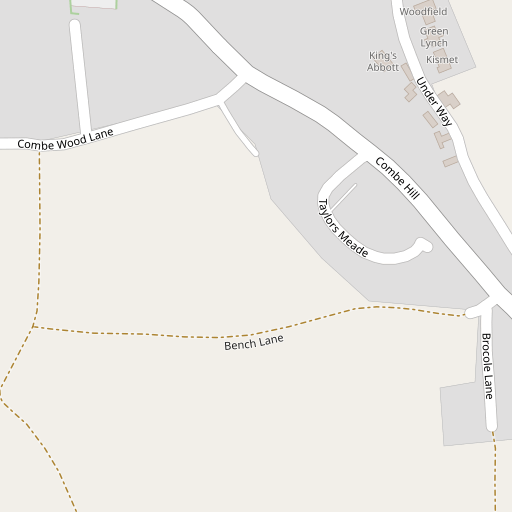 Woodfield
Green
Lynch
King's
Abbott
Kismet
Under Way
Combe Wood Lane
Combe Hill
Taylors Meade
Bench Lane
Brocole Lane